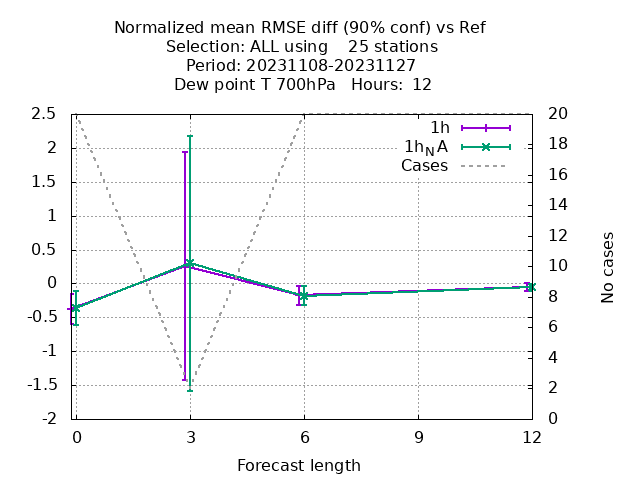 Normalized mean RMSE diff (90% conf) vs Ref
Selection: ALL using    25 stations
Period: 20231108-20231127
Dew point T 700hPa   Hours:  12
2.5
2
1.5
1
0.5
0
-0.5
-1
-1.5
-2
1h
1hNA
Cases
20
18
16
14
12
10
8
6
4
2
0
No cases
0 3 6 9 12
Forecast length